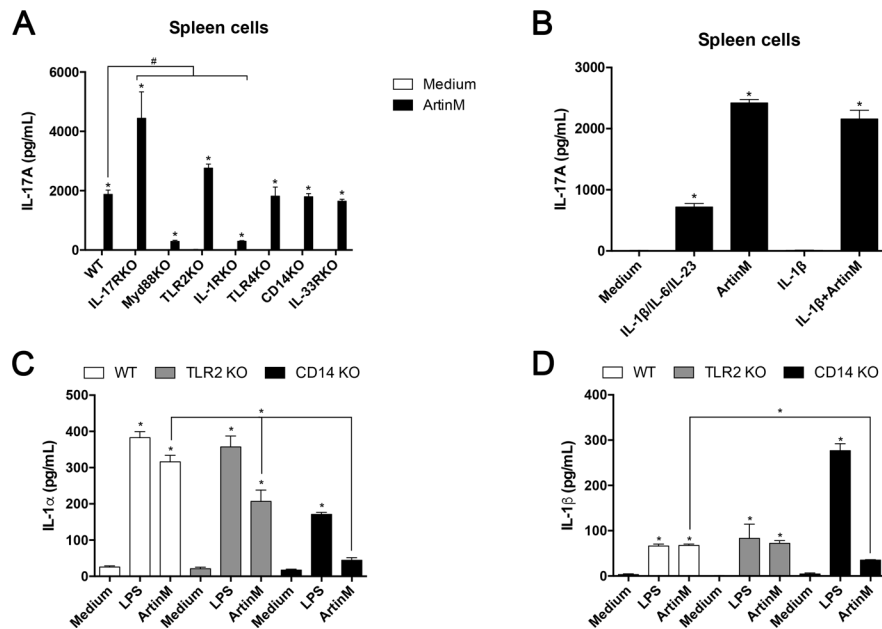 A
Spleen cells
#
IL-17A (pg/mL)
6000
4000
2000
0
* * * * * * * *
WT
IL-17RKO
Myd88KO
TLR2KO
IL-1RKO
TLR4KO
CD14KO
IL-33RKO
Medium
ArtinM
B
Spleen cells
IL-17A (pg/mL)
3000
2000
1000
0
* * *
Medium
IL-1β/IL-6/IL-23
ArtinM
IL-1β
IL-1β+ArtinM
C
WT TLR2 KO CD14 KO
IL-1α (pg/mL)
500
400
300
200
100
0
*
* * * * *
Medium
LPS
ArtinM
Medium
LPS
ArtinM
Medium
LPS
ArtinM
D
WT TLR2 KO CD14 KO
IL-1β (pg/mL)
400
300
200
100
0
*
* * * * *
Medium
LPS
ArtinM
Medium
LPS
ArtinM
Medium
LPS
ArtinM